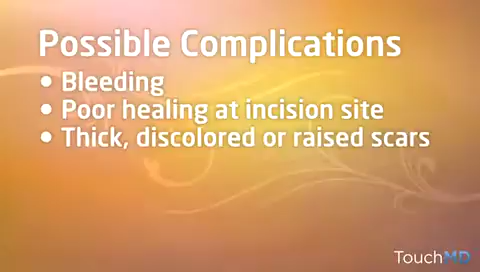 Possible Complications
• Bleeding
• Poor healing at incision site
• Thick, discolored or raised scars
TouchMD